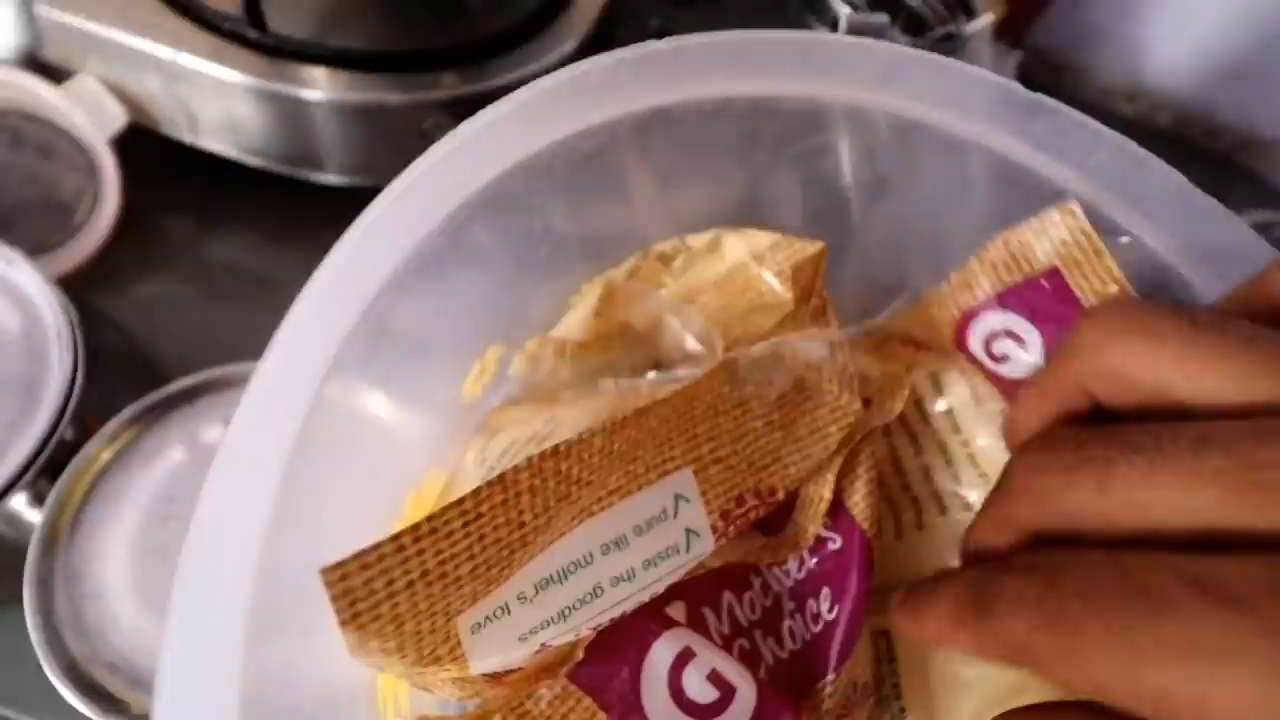 ✓ pure like mother's love
✓ taste the goodness
G
Mother's
Choice
G